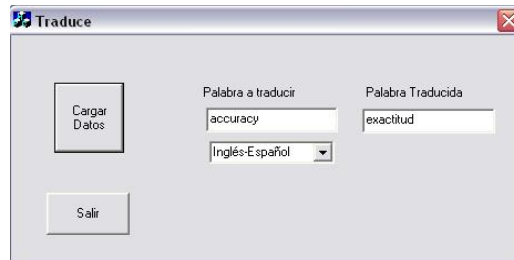 Traduce
Cargar
Datos
Palabra a traducir
Palabra Traducida
accuracy
exactitud
Inglés-Español
Salir